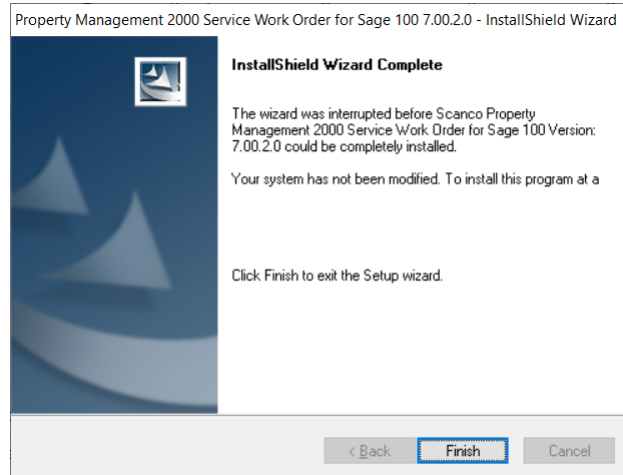 Property Management 2000 Service Work Order for Sage 100 7.00.2.0 - InstallShield Wizard
InstallShield Wizard Complete
The wizard was interrupted before Scanco Property
Management 2000 Service Work Order for Sage 100 Version:
7.00.2.0 could be completely installed.
Your system has not been modified. To install this program at a
Click Finish to exit the Setup wizard.
< Back
Finish
Cancel